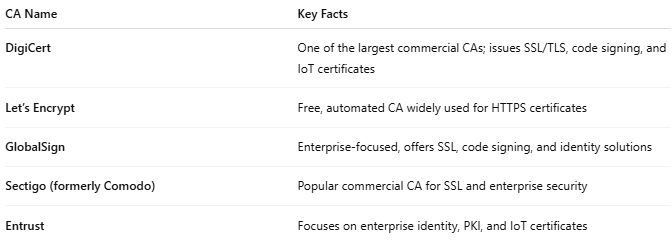 CA Name Key Facts
DigiCert One of the largest commercial CAs; issues SSL/TLS, code signing, and
IoT certificates
Let's Encrypt Free, automated CA widely used for HTTPS certificates
GlobalSign Enterprise-focused, offers SSL, code signing, and identity solutions
Sectigo (formerly Comodo) Popular commercial CA for SSL and enterprise security
Entrust Focuses on enterprise identity, PKI, and IoT certificates